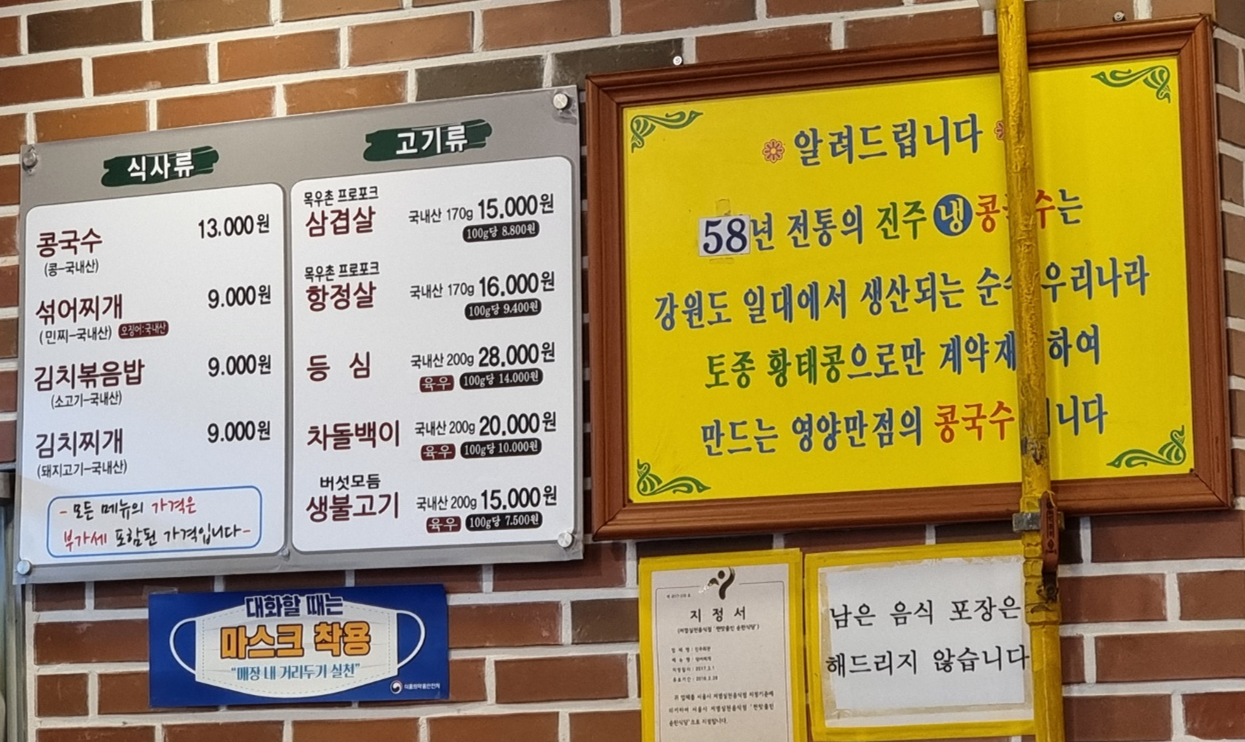 식사류
콩국수 13.000원
(콩-국내산)
섞어찌개 9.000원
(민찌-국내산) 오징어:국내산
김치볶음밥 9.000원
(소고기-국내산)
김치찌개 9.000원
(돼지고기-국내산)
- 모든 메뉴의 가격은
부가세 포함된 가격입니다-
고기류
목우촌 프로포크
삼겹살 국내산 170g 15.000원
100g당 8.800원
목우촌 프로포크
항정살 국내산 170g 16.000원
100g당 9.400원
등 심 국내산 200g 28.000원
육우 100g당 14.000원
차돌백이 국내산 200g 20.000원
육우 100g당 10.000원
버섯모듬
생불고기 국내산 200g 15.000원
육우 100g당 7.500원
알려드립니다
58년 전통의 진주 냉콩 수는
강원도 일대에서 생산되는 순수 우리나라
토종 황태콩으로만 계약재 하여
만드는 영양만점의 콩국수 니다
대화할 때는
마스크 착용
"매장 내 거리두기 실천"
식품의약품안전처
지 정 서
남은 음식 포장은
해드리지 않습니다